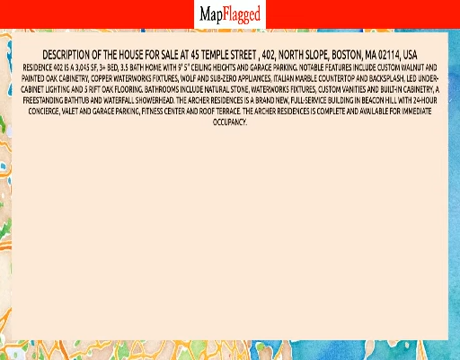 MapFlagged
DESCRIPTION OF THE HOUSE FOR SALE AT 45 TEMPLE STREET , 402, NORTH SLOPE, BOSTON, MA 02114, USA
RESIDENCE 402 IS A 3,045 SF, 3+ BED, 3.5 BATH HOME WITH 9' 5" CEILING HEIGHTS AND GARAGE PARKING. NOTABLE FEATURES INCLUDE CUSTOM WALNUT AND
PAINTED OAK CABINETRY, COPPER WATERWORKS FIXTURES, WOLF AND SUB-ZERO APPLIANCES, ITALIAN MARBLE COUNTERTOP AND BACKSPLASH, LED UNDER-
CABINET LIGHTING AND 5 RIFT OAK FLOORING. BATHROOMS INCLUDE NATURAL STONE, WATERWORKS FIXTURES, CUSTOM VANITIES AND BUILT-IN CABINETRY, A
FREESTANDING BATHTUB AND WATERFALL SHOWERHEAD. THE ARCHER RESIDENCES IS A BRAND NEW, FULL-SERVICE BUILDING IN BEACON HILL WITH 24-HOUR
CONCIERGE, VALET AND GARAGE PARKING, FITNESS CENTER AND ROOF TERRACE. THE ARCHER RESIDENCES IS COMPLETE AND AVAILABLE FOR IMMEDIATE
OCCUPANCY.